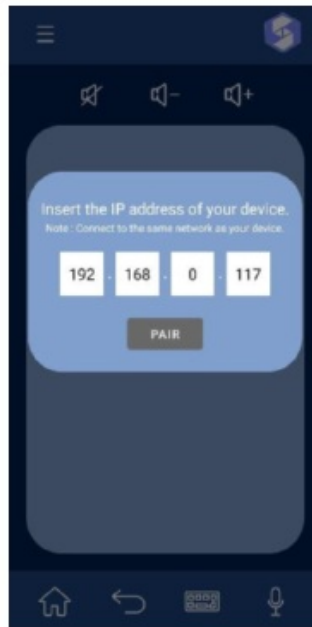 Insert the IP address of your device.
Note : Connect to the same network as your device.
192 . 168 . 0 . 117
PAIR